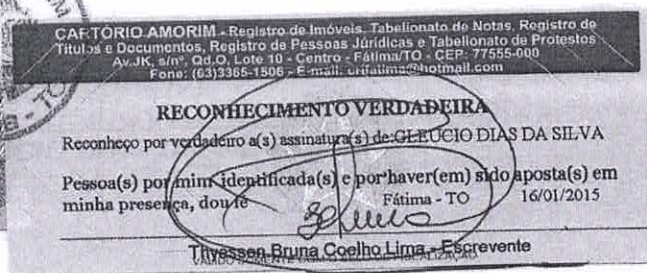 CARTÓRIO AMORIM - Registro de Imóveis, Tabelionato de Notas, Registro de
Títulos e Documentos, Registro de Pessoas Jurídicas e Tabelionato de Protestos
Av.JK, s/nº, Qd.O, Lote 10 - Centro - Fátima/TO - CEP: 77555-000
Fone: (63)3365-1506 - E-mail: crifatima@hotmail.com
RECONHECIMENTO VERDADEIRA
Reconheço por verdadeiro a(s) assinatura(s) de:GLEUCIO DIAS DA SILVA
Pessoa(s) por mim identificada(s) e por haver(em) sido aposta(s) em
minha presença, dou fé Fátima - TO 16/01/2015
Thyessen Bruna Coelho Lima - Escrevente
VÁLIDO SOMENTE COM